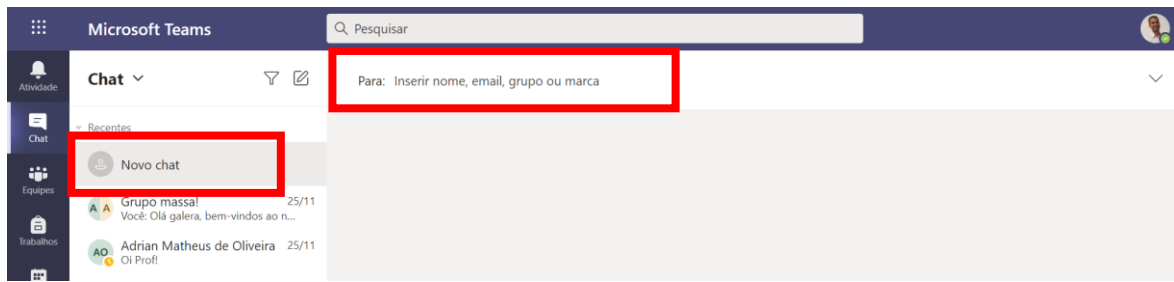 Microsoft Teams
Pesquisar
Atividade
Chat
Equipes
Trabalhos
Chat
Recentes
Novo chat
A A
Grupo massa! 25/11
Você: Olá galera, bem-vindos ao n...
AO
Adrian Matheus de Oliveira 25/11
Oi Prof!
Para: Inserir nome, email, grupo ou marca